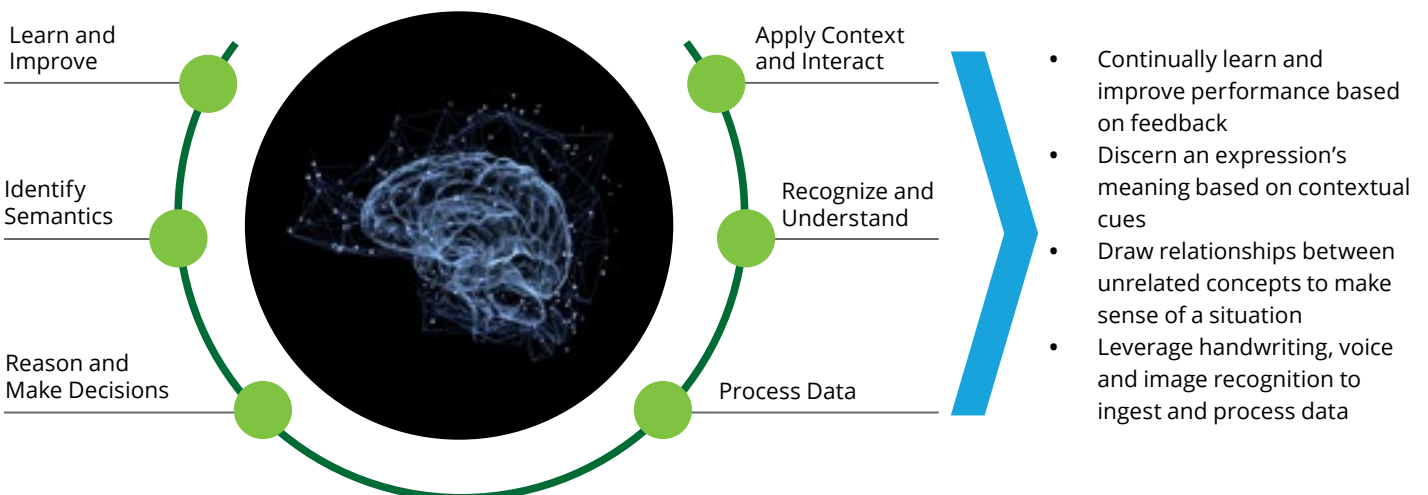 Learn and
Improve
Identify
Semantics
Reason and
Make Decisions
Apply Context
and Interact
Recognize and
Understand
Process Data
• Continually learn and
improve performance based
on feedback
• Discern an expression’s
meaning based on contextual
cues
• Draw relationships between
unrelated concepts to make
sense of a situation
• Leverage handwriting, voice
and image recognition to
ingest and process data